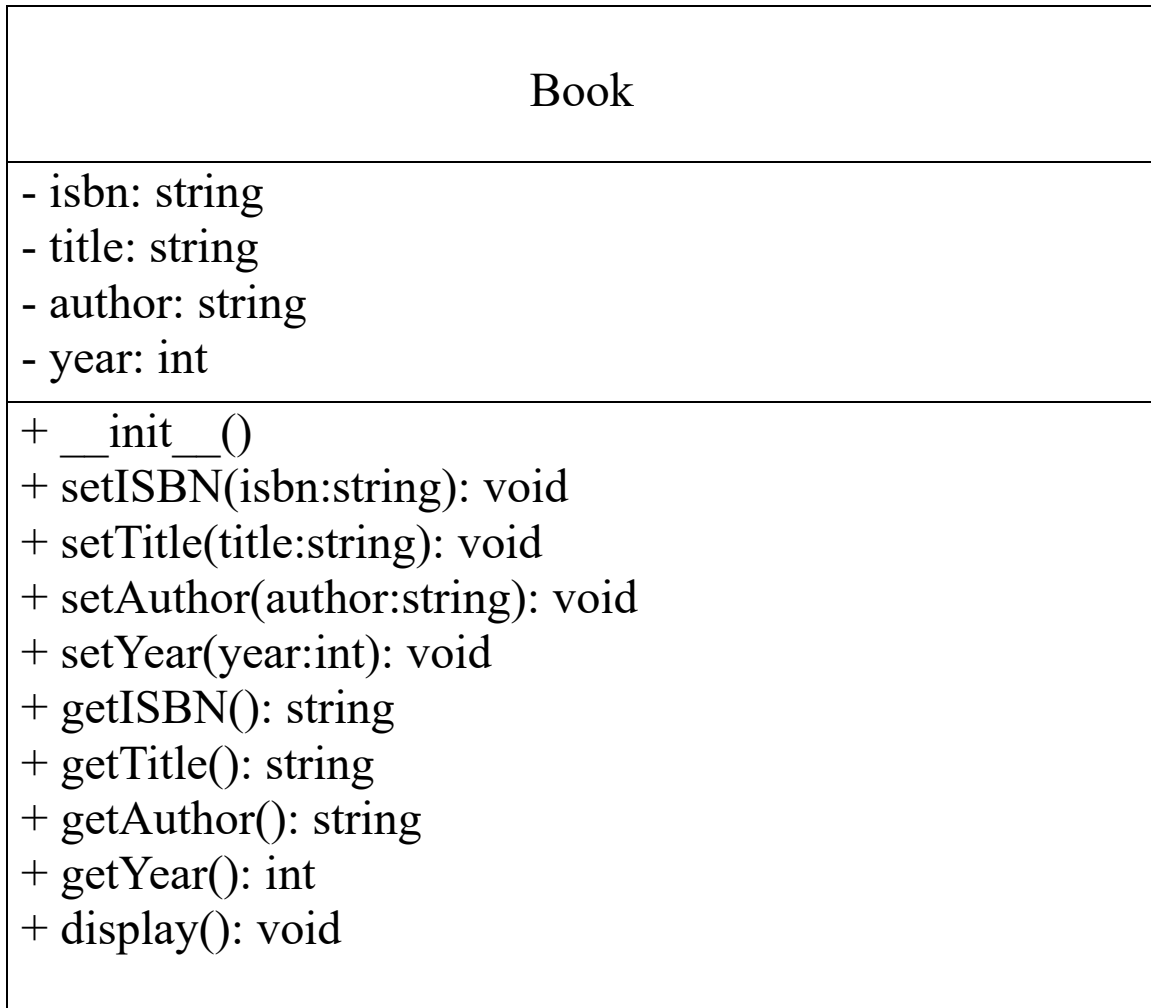 Book
- isbn: string
- title: string
- author: string
- year: int
+ __init__()
+ setISBN(isbn:string): void
+ setTitle(title:string): void
+ setAuthor(author:string): void
+ setYear(year:int): void
+ getISBN(): string
+ getTitle(): string
+ getAuthor(): string
+ getYear(): int
+ display(): void